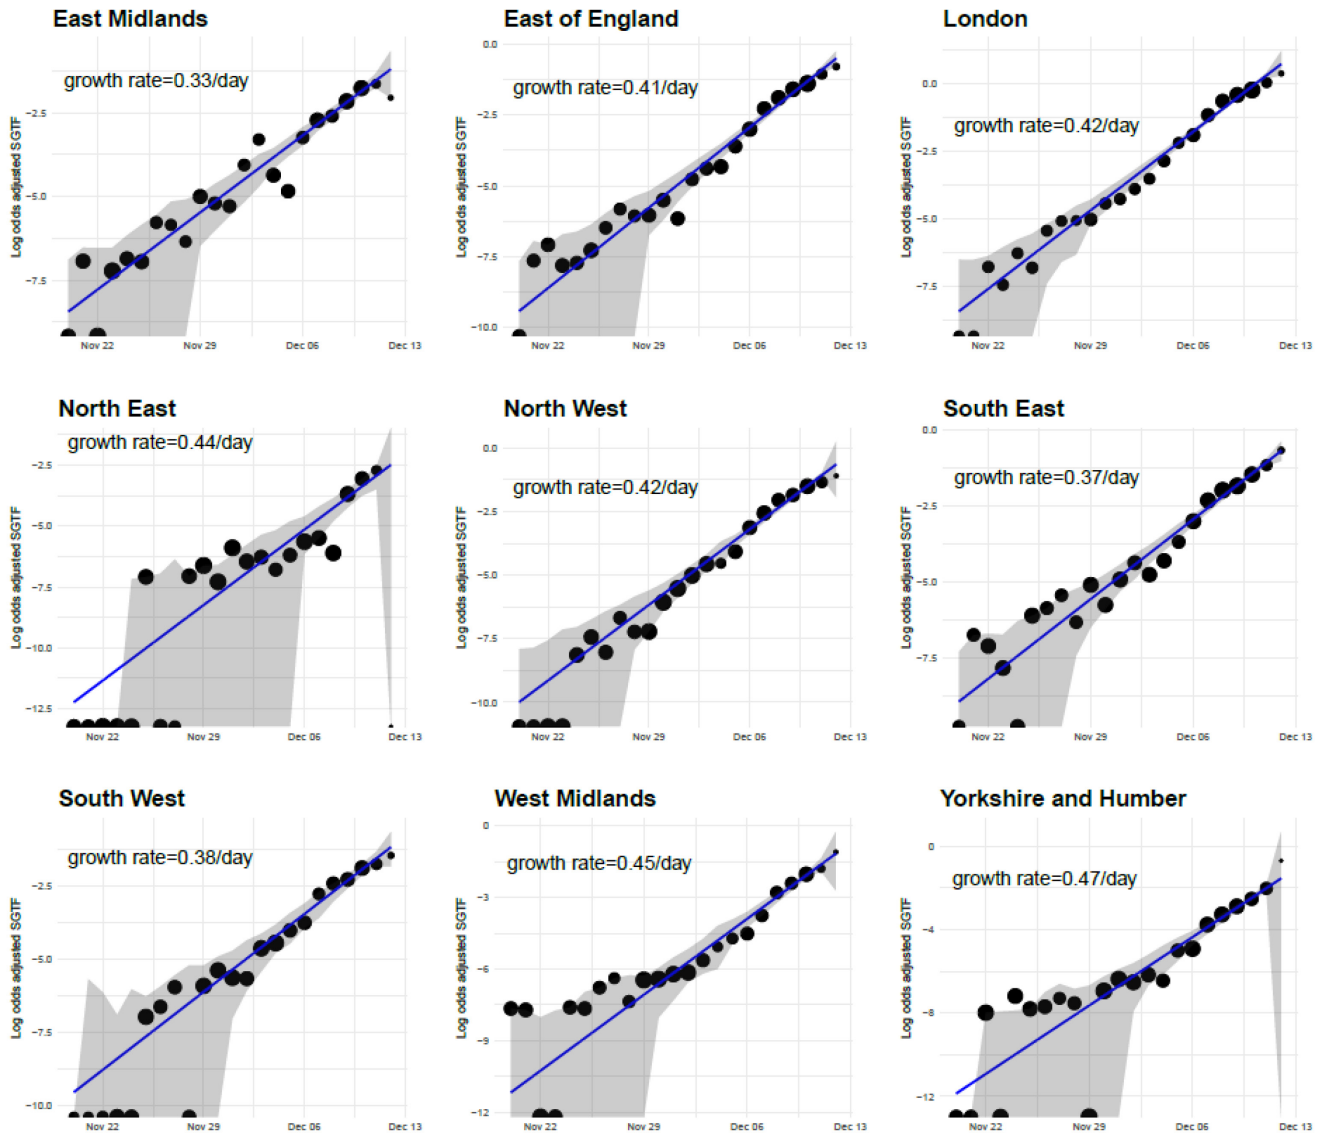 East Midlands
growth rate=0.33/day
Log odds adjusted SGTF
−2.5
−5.0
−7.5
Nov 22 Nov 29 Dec 06 Dec 13
East of England
growth rate=0.41/day
Log odds adjusted SGTF
0.0
−2.5
−5.0
−7.5
−10.0
Nov 22 Nov 29 Dec 06 Dec 13
London
growth rate=0.42/day
Log odds adjusted SGTF
0.0
−2.5
−5.0
−7.5
Nov 22 Nov 29 Dec 06 Dec 13
North East
growth rate=0.44/day
Log odds adjusted SGTF
−2.5
−5.0
−7.5
−10.0
−12.5
Nov 22 Nov 29 Dec 06 Dec 13
North West
growth rate=0.42/day
Log odds adjusted SGTF
0.0
−2.5
−5.0
−7.5
−10.0
Nov 22 Nov 29 Dec 06 Dec 13
South East
growth rate=0.37/day
Log odds adjusted SGTF
0.0
−2.5
−5.0
−7.5
Nov 22 Nov 29 Dec 06 Dec 13
South West
growth rate=0.38/day
Log odds adjusted SGTF
−2.5
−5.0
−7.5
−10.0
Nov 22 Nov 29 Dec 06 Dec 13
West Midlands
growth rate=0.45/day
Log odds adjusted SGTF
0
−3
−6
−9
−12
Nov 22 Nov 29 Dec 06 Dec 13
Yorkshire and Humber
growth rate=0.47/day
Log odds adjusted SGTF
0
−4
−8
−12
Nov 22 Nov 29 Dec 06 Dec 13